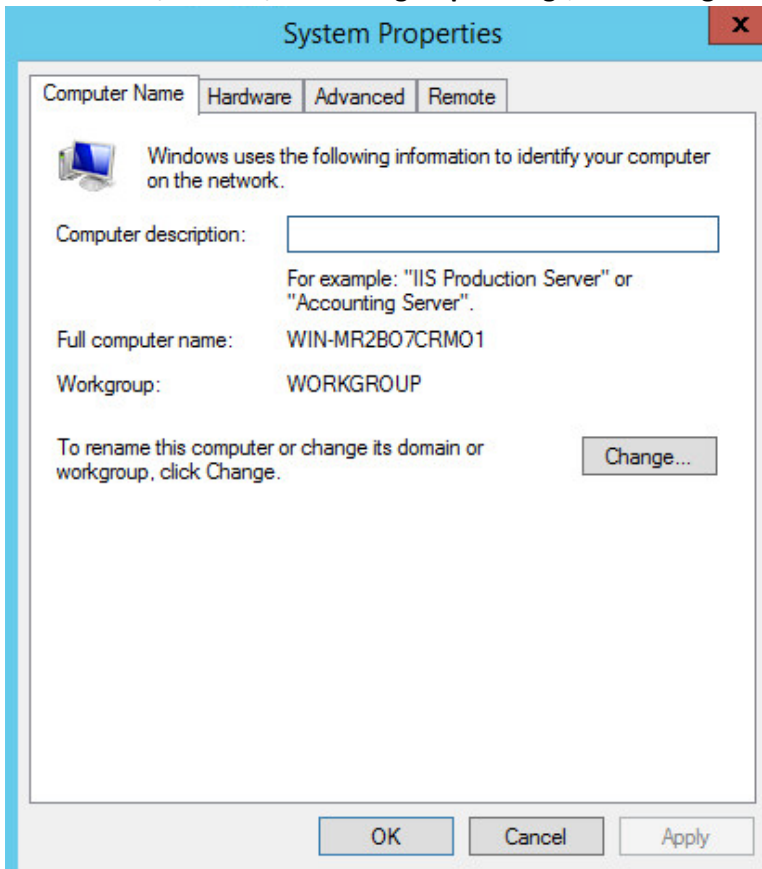 System Properties
x
Computer Name Hardware Advanced Remote
Windows uses the following information to identify your computer
on the network.
Computer description:
For example: "IIS Production Server" or
"Accounting Server".
Full computer name: WIN-MR2BO7CRMO1
Workgroup: WORKGROUP
To rename this computer or change its domain or
workgroup, click Change.
Change...
OK Cancel Apply